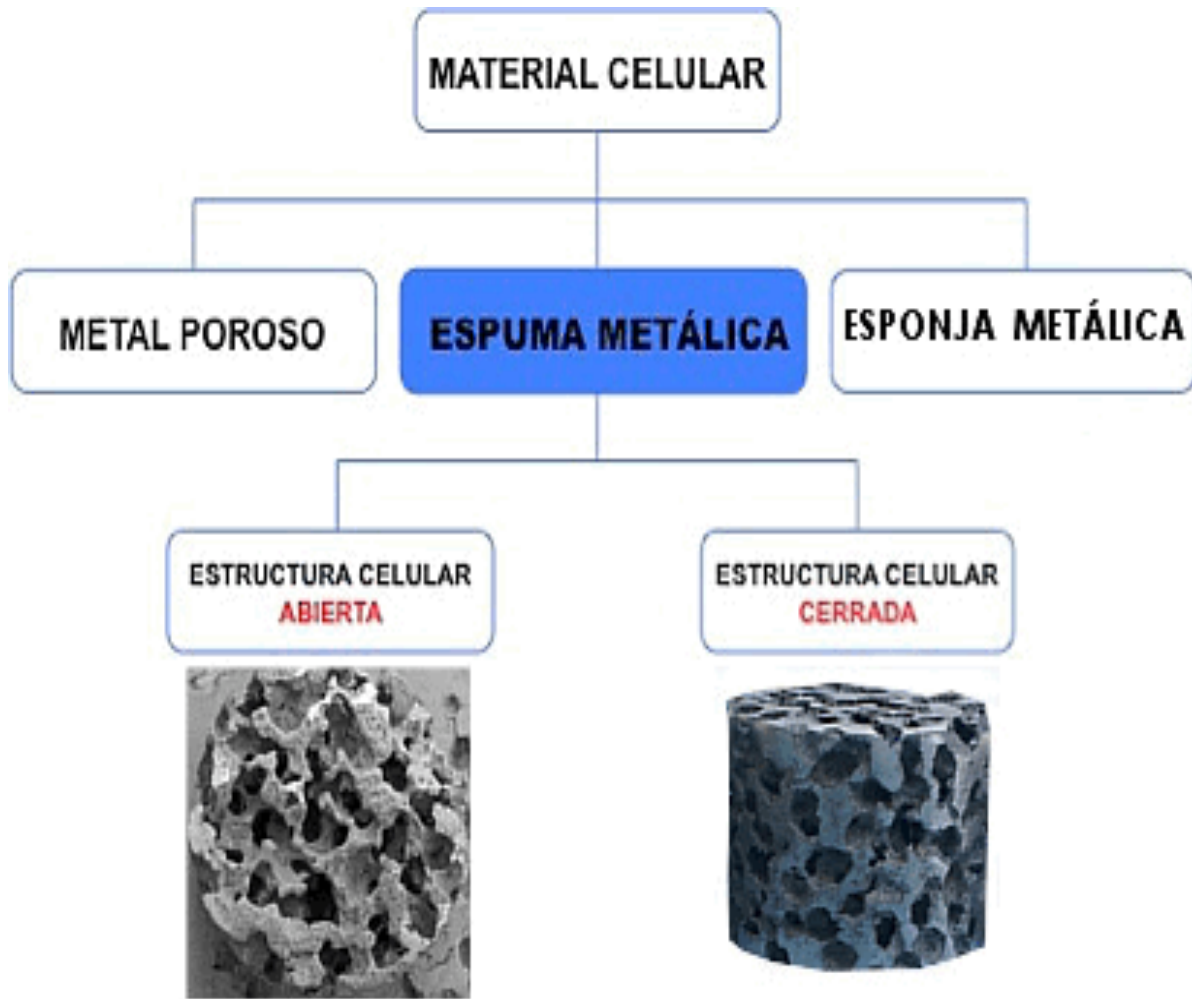 MATERIAL CELULAR
METAL POROSO
ESPUMA METÁLICA
ESPONJA METÁLICA
ESTRUCTURA CELULAR
ABIERTA
ESTRUCTURA CELULAR
CERRADA